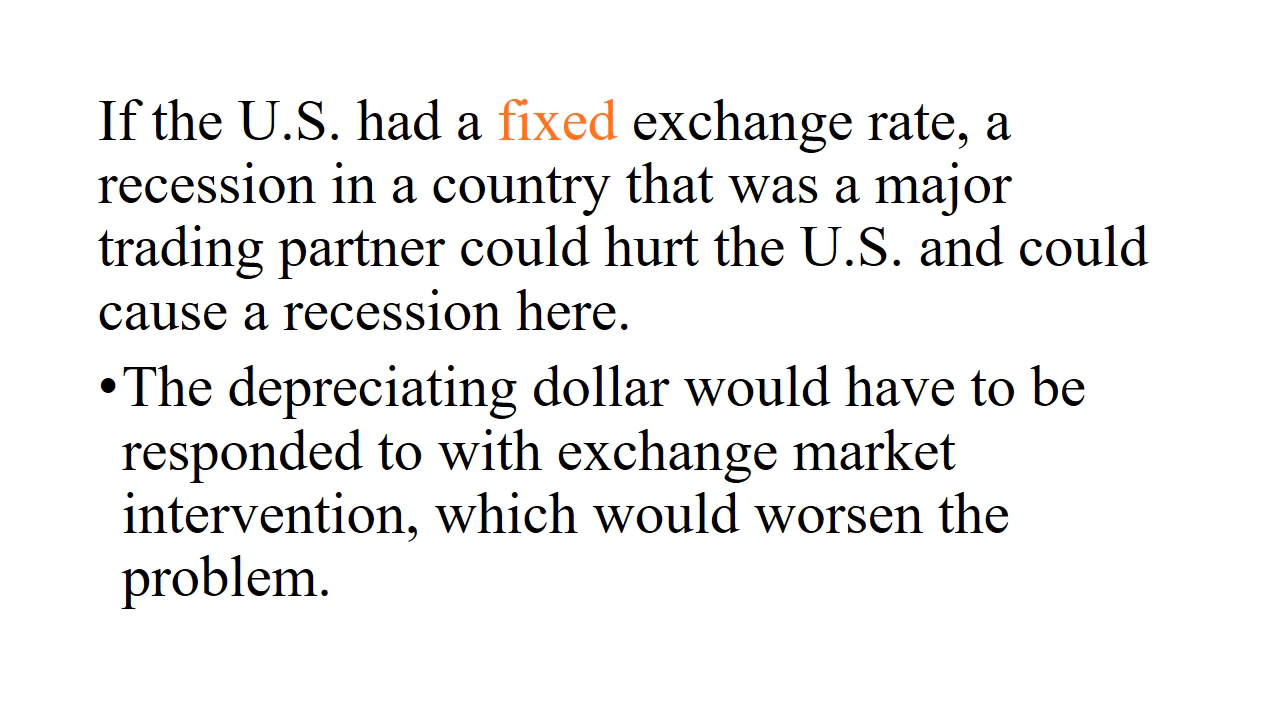 If the U.S. had a fixed exchange rate, a
recession in a country that was a major
trading partner could hurt the U.S. and could
cause a recession here.
•The depreciating dollar would have to be
responded to with exchange market
intervention, which would worsen the
problem.